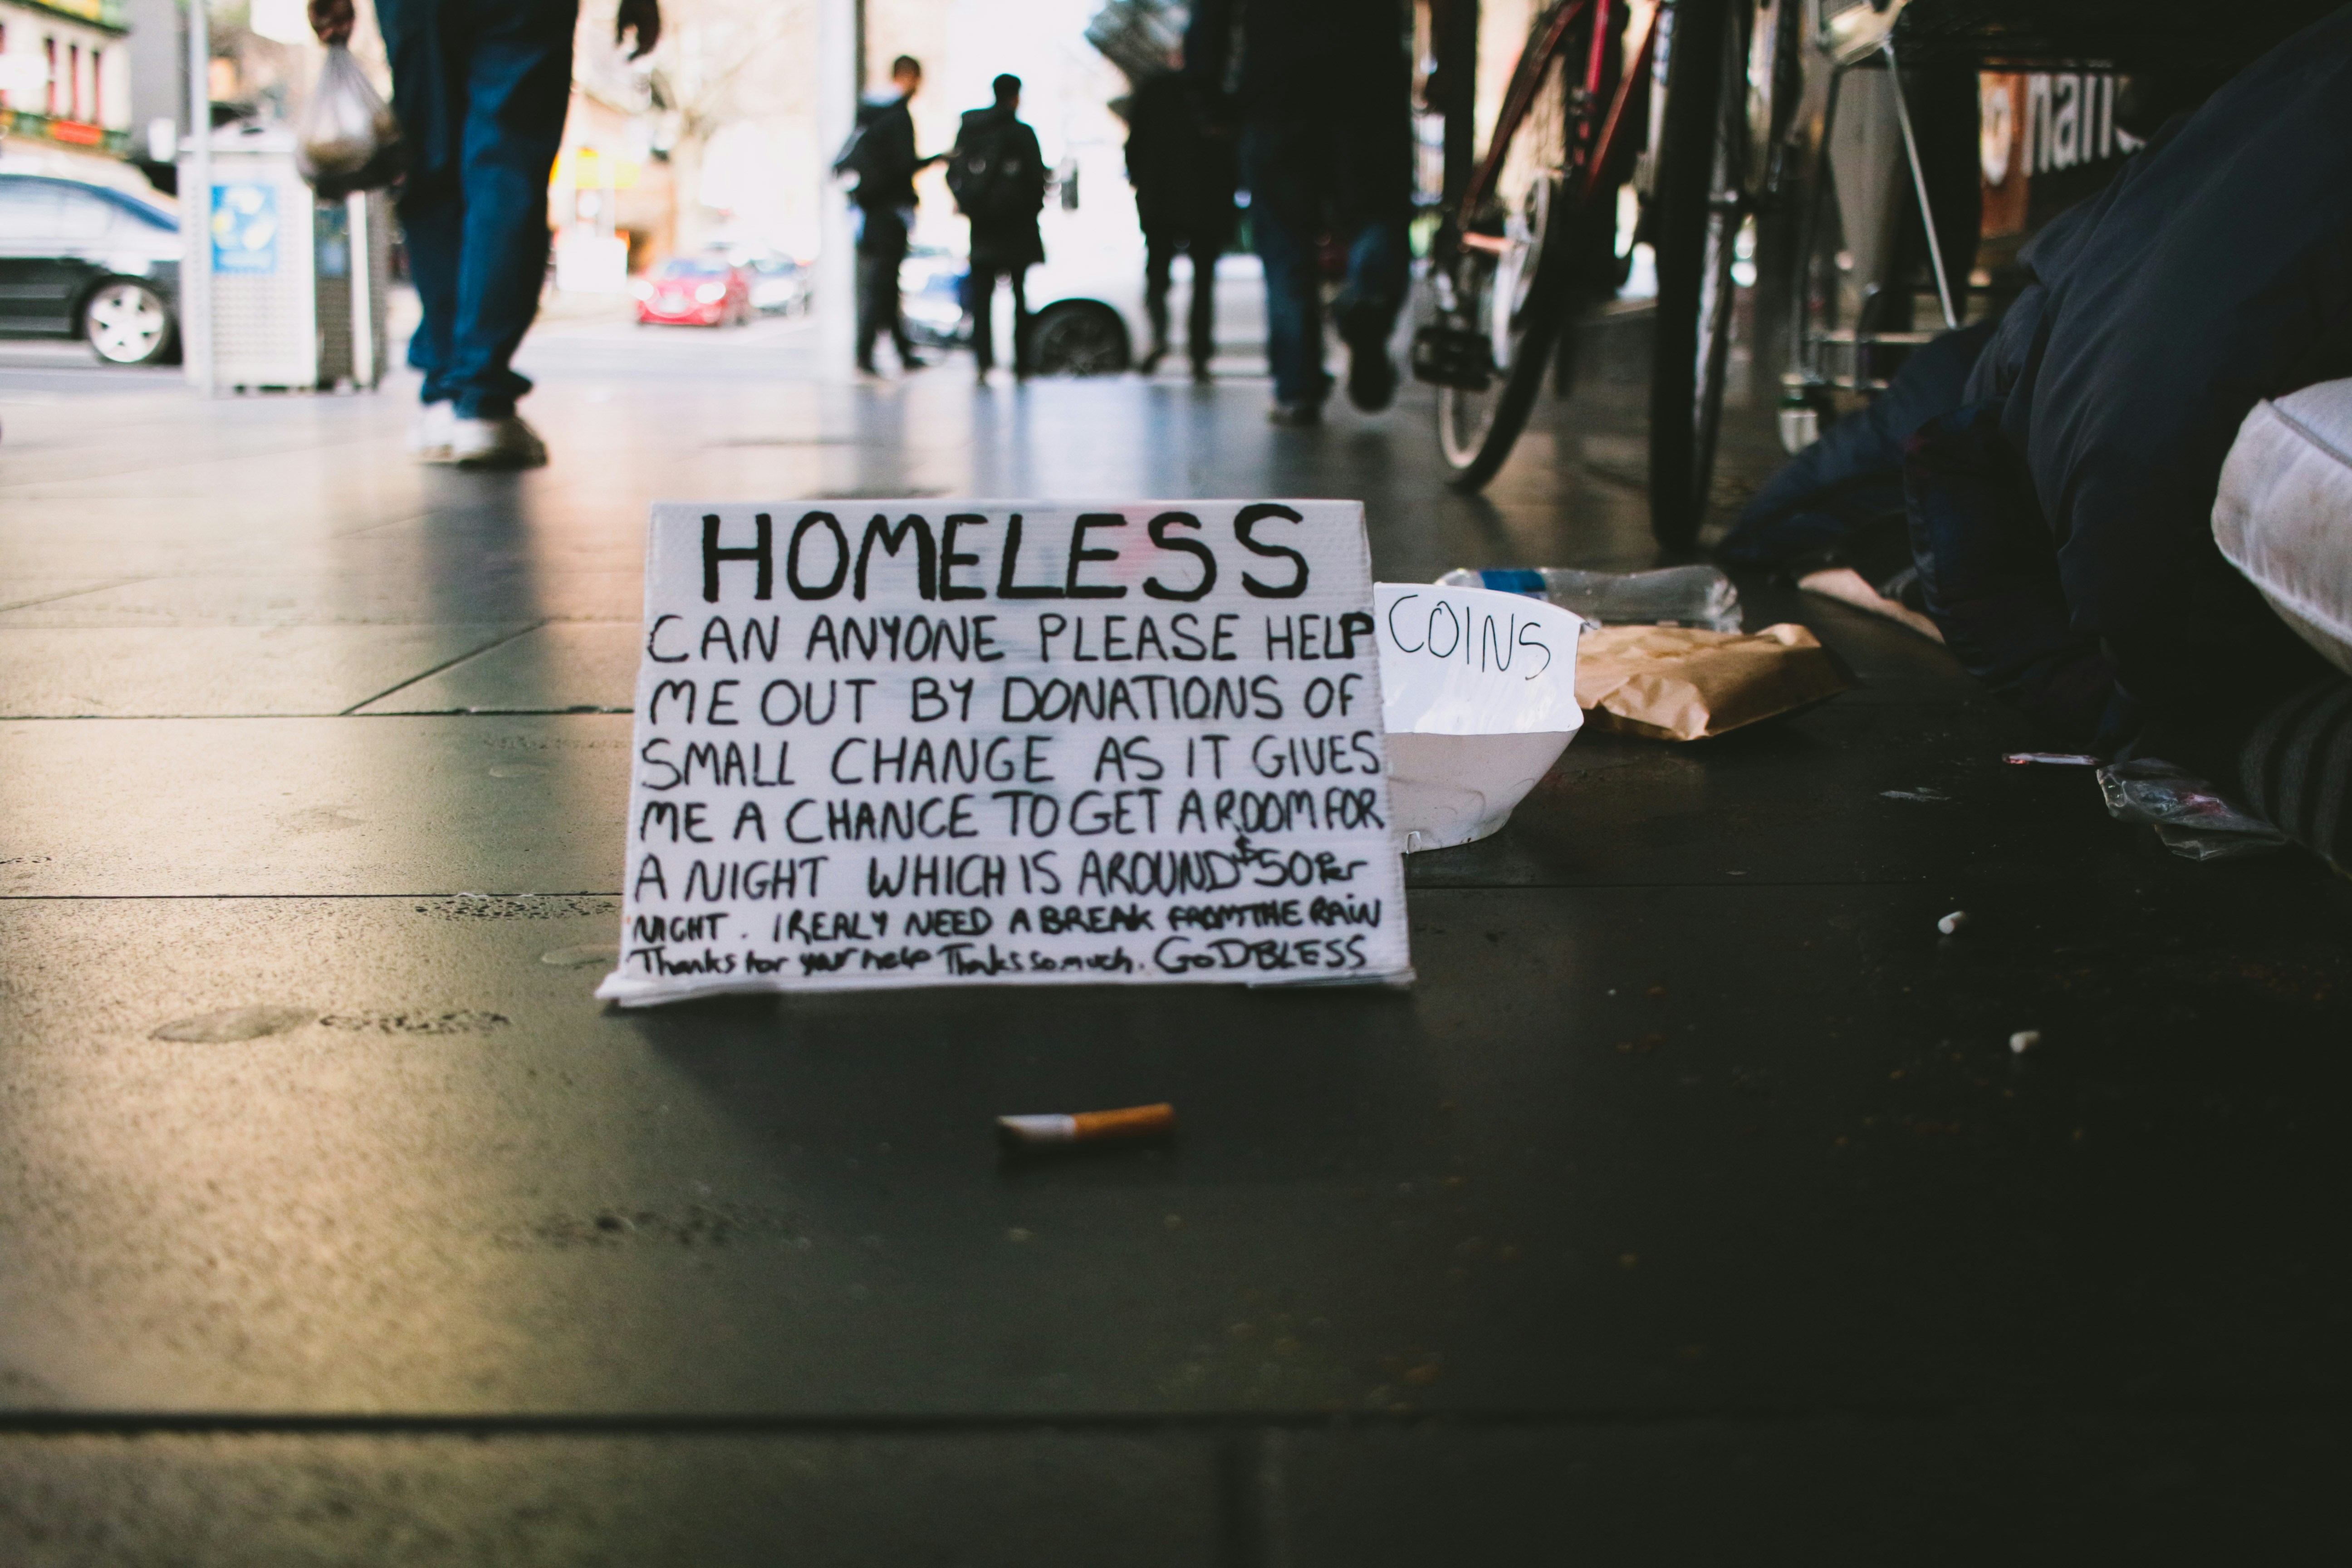 HOMELESS
CAN ANYONE PLEASE HELP
ME OUT BY DONATIONS OF
SMALL CHANGE AS IT GIVES
ME A CHANCE TO GET A ROOM FOR
A NIGHT WHICH IS AROUND $50 Per
NIGHT. I REALY NEED A BREAK FROM THE RAIN
Thanks for your help Thanks so much. GOD BLESS
COINS